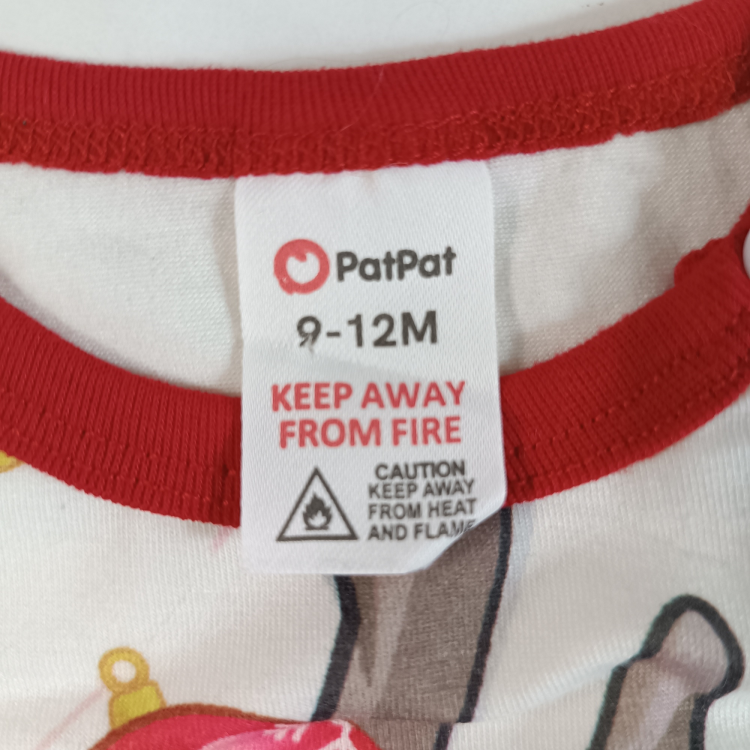 PatPat
9-12M
KEEP AWAY
FROM FIRE
CAUTION
KEEP AWAY
FROM HEAT
AND FLAME